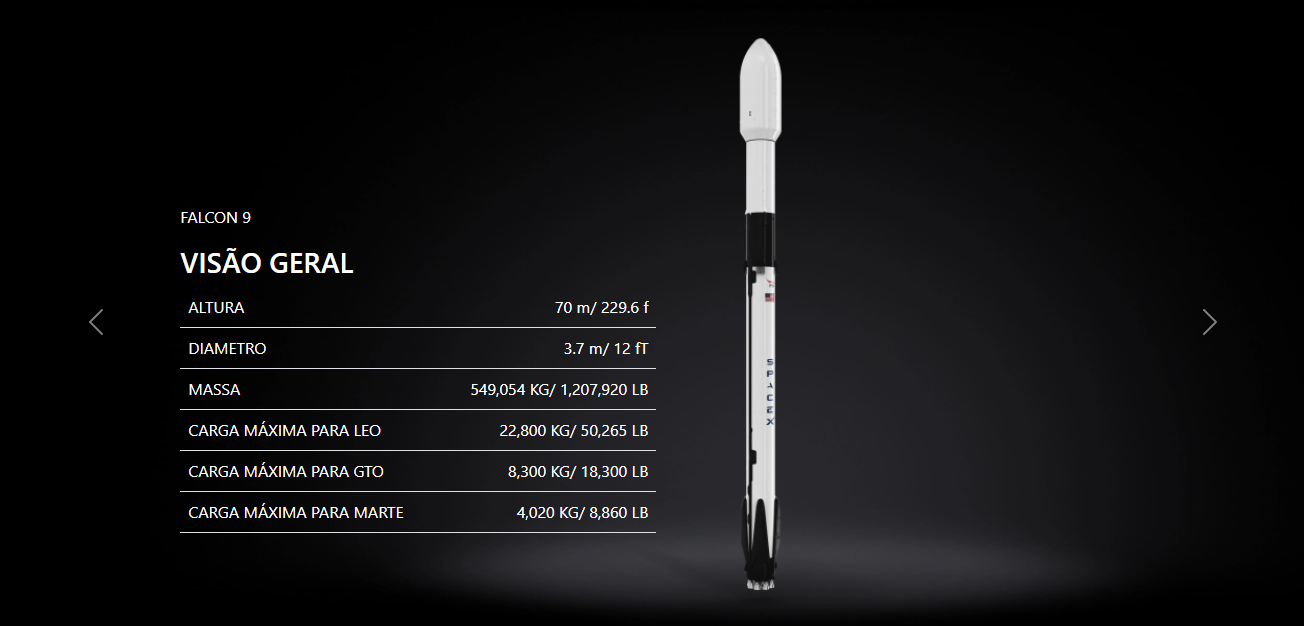 FALCON 9
VISÃO GERAL
ALTURA 70 m/ 229.6 f
DIAMETRO 3.7 m/ 12 fT
MASSA 549,054 KG/ 1,207,920 LB
CARGA MÁXIMA PARA LEO 22,800 KG/ 50,265 LB
CARGA MÁXIMA PARA GTO 8,300 KG/ 18,300 LB
CARGA MÁXIMA PARA MARTE 4,020 KG/ 8,860 LB
SPACEX